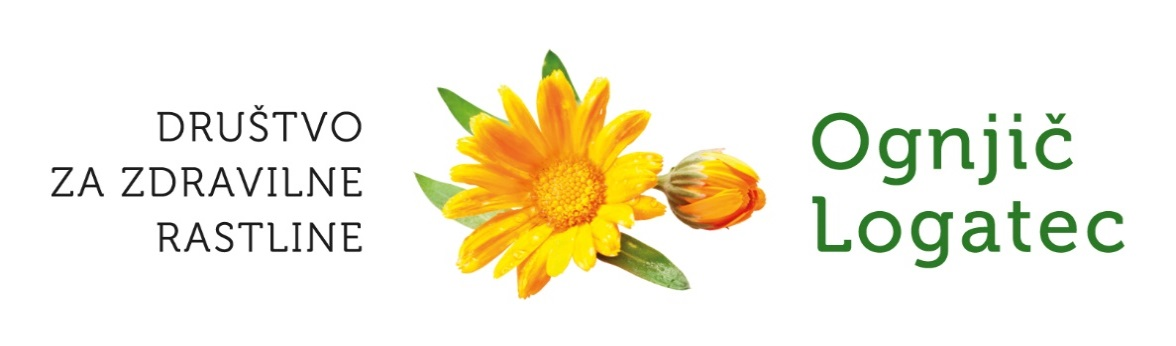 DRUŠTVO
ZA ZDRAVILNE
RASTLINE
Ognjič
Logatec